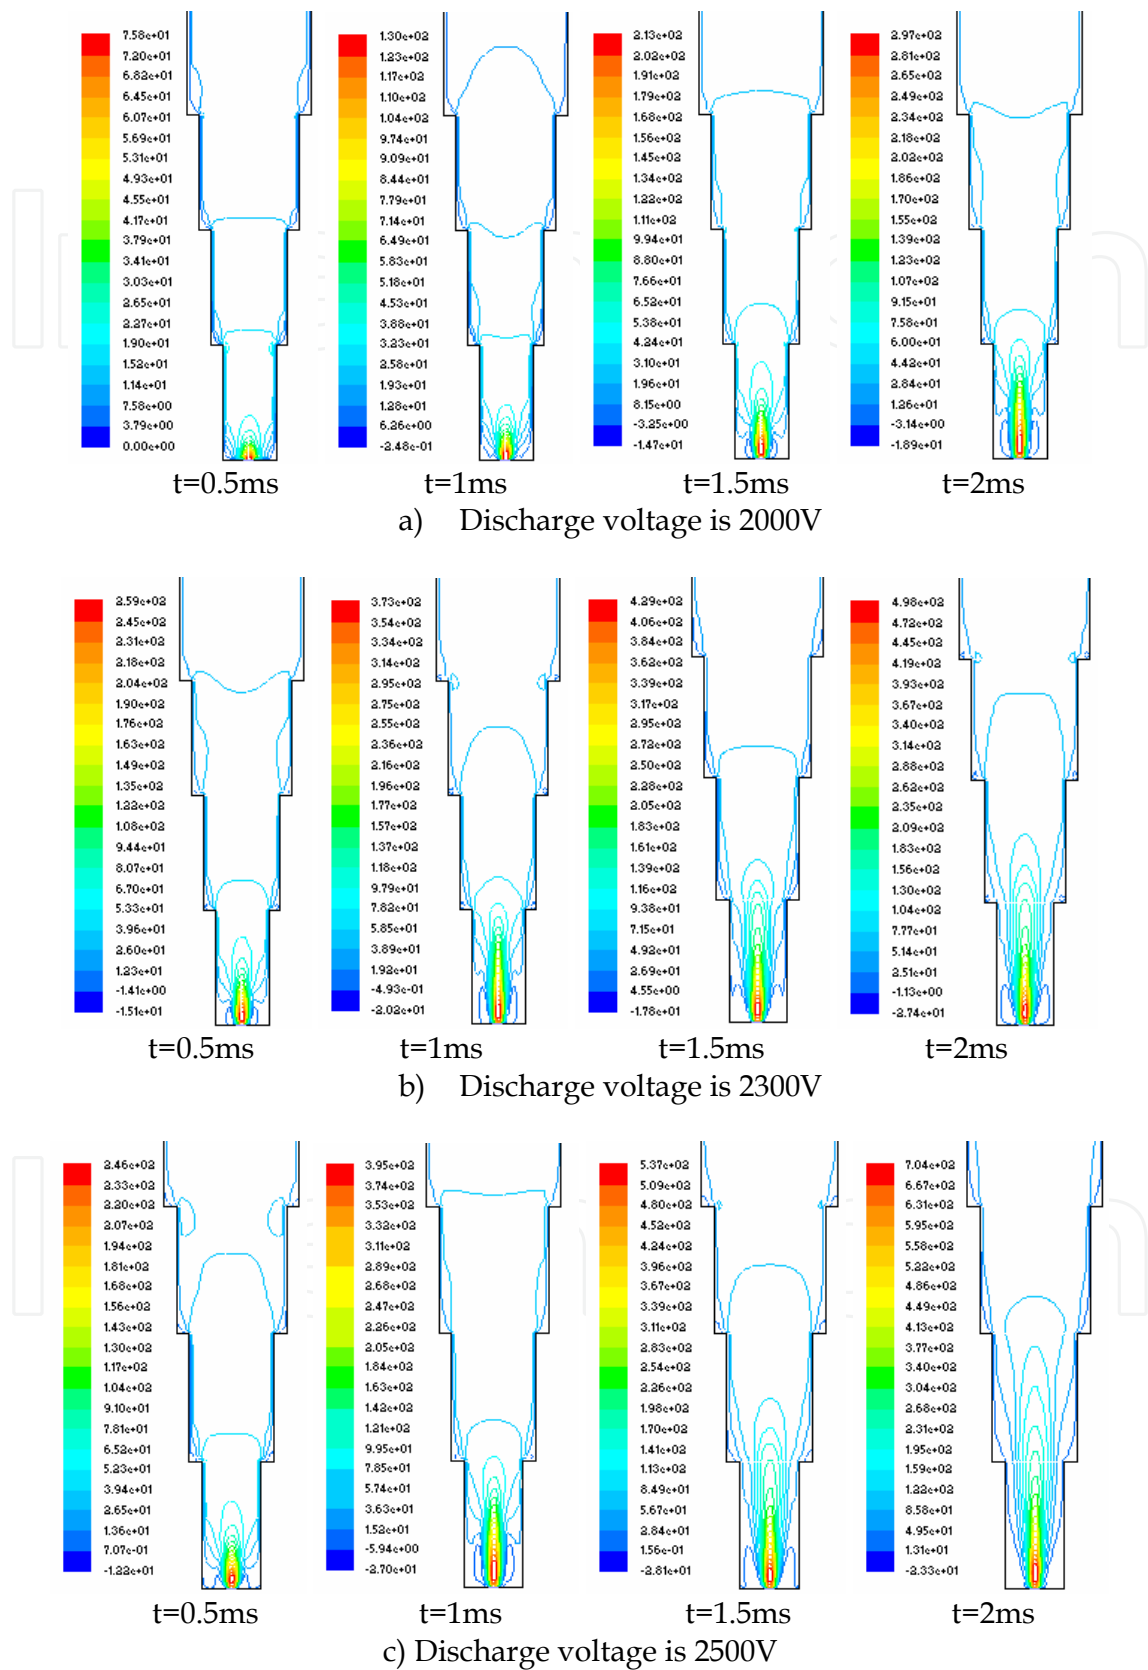 7.58e+01
7.20e+01
6.82e+01
6.45e+01
6.07e+01
5.69e+01
5.31e+01
4.93e+01
4.55e+01
4.17e+01
3.79e+01
3.41e+01
3.03e+01
2.65e+01
2.27e+01
1.90e+01
1.52e+01
1.14e+01
7.58e+00
3.79e+00
0.00e+00
1.30e+02
1.23e+02
1.17e+02
1.10e+02
1.04e+02
9.74e+01
9.09e+01
8.44e+01
7.79e+01
7.14e+01
6.49e+01
5.83e+01
5.18e+01
4.53e+01
3.88e+01
3.23e+01
2.58e+01
1.93e+01
1.28e+01
6.26e+00
-2.48e-01
2.13e+02
2.02e+02
1.91e+02
1.79e+02
1.68e+02
1.56e+02
1.45e+02
1.34e+02
1.22e+02
1.11e+02
9.94e+01
8.80e+01
7.66e+01
6.52e+01
5.38e+01
4.24e+01
3.10e+01
1.96e+01
8.15e+00
-3.25e+00
-1.47e+01
2.97e+02
2.81e+02
2.65e+02
2.49e+02
2.34e+02
2.18e+02
2.02e+02
1.86e+02
1.70e+02
1.55e+02
1.39e+02
1.23e+02
1.07e+02
9.15e+01
7.58e+01
6.00e+01
4.42e+01
2.84e+01
1.26e+01
-3.14e+00
-1.89e+01
t=0.5ms t=1ms t=1.5ms t=2ms
a) Discharge voltage is 2000V
2.59e+02
2.45e+02
2.31e+02
2.18e+02
2.04e+02
1.90e+02
1.76e+02
1.63e+02
1.49e+02
1.35e+02
1.22e+02
1.08e+02
9.44e+01
8.07e+01
6.70e+01
5.33e+01
3.96e+01
2.60e+01
1.23e+01
-1.41e+00
-1.51e+01
3.73e+02
3.54e+02
3.34e+02
3.14e+02
2.95e+02
2.75e+02
2.55e+02
2.36e+02
2.16e+02
1.96e+02
1.77e+02
1.57e+02
1.37e+02
1.18e+02
9.79e+01
7.82e+01
5.85e+01
3.89e+01
1.92e+01
-4.93e-01
-2.02e+01
4.29e+02
4.06e+02
3.84e+02
3.62e+02
3.39e+02
3.17e+02
2.95e+02
2.72e+02
2.50e+02
2.28e+02
2.05e+02
1.83e+02
1.61e+02
1.39e+02
1.16e+02
9.38e+01
7.15e+01
4.92e+01
2.69e+01
4.55e+00
-1.78e+01
4.98e+02
4.72e+02
4.45e+02
4.19e+02
3.93e+02
3.67e+02
3.40e+02
3.14e+02
2.88e+02
2.62e+02
2.35e+02
2.09e+02
1.83e+02
1.56e+02
1.30e+02
1.04e+02
7.77e+01
5.14e+01
2.51e+01
-1.13e+00
-2.74e+01
t=0.5ms t=1ms t=1.5ms t=2ms
b) Discharge voltage is 2300V
2.46e+02
2.33e+02
2.20e+02
2.07e+02
1.94e+02
1.81e+02
1.68e+02
1.56e+02
1.43e+02
1.30e+02
1.17e+02
1.04e+02
9.10e+01
7.81e+01
6.52e+01
5.23e+01
3.94e+01
2.65e+01
1.36e+01
7.07e-01
-1.22e+01
3.95e+02
3.74e+02
3.53e+02
3.32e+02
3.11e+02
2.89e+02
2.68e+02
2.47e+02
2.26e+02
2.05e+02
1.84e+02
1.63e+02
1.42e+02
1.21e+02
9.95e+01
7.85e+01
5.74e+01
3.63e+01
1.52e+01
-5.94e+00
-2.70e+01
5.37e+02
5.09e+02
4.80e+02
4.52e+02
4.24e+02
3.96e+02
3.67e+02
3.39e+02
3.11e+02
2.83e+02
2.54e+02
2.26e+02
1.98e+02
1.70e+02
1.41e+02
1.13e+02
8.49e+01
5.67e+01
2.84e+01
1.56e-01
-2.81e+01
7.04e+02
6.67e+02
6.31e+02
5.95e+02
5.58e+02
5.22e+02
4.86e+02
4.49e+02
4.13e+02
3.77e+02
3.40e+02
3.04e+02
2.68e+02
2.31e+02
1.95e+02
1.59e+02
1.22e+02
8.58e+01
4.95e+01
1.31e+01
-2.33e+01
t=0.5ms t=1ms t=1.5ms t=2ms
c) Discharge voltage is 2500V